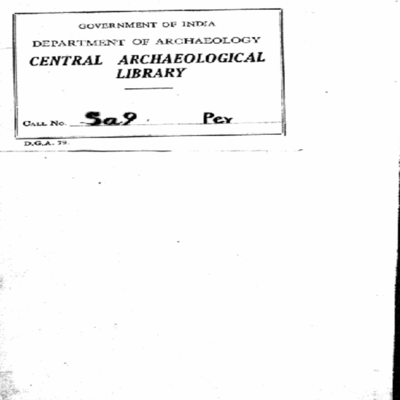 GOVERNMENT OF INDIA
DEPARTMENT OF ARCHAEOLOGY
CENTRAL ARCHAEOLOGICAL
LIBRARY
CALL No. Sa9 Pey
D.G.A. 79.